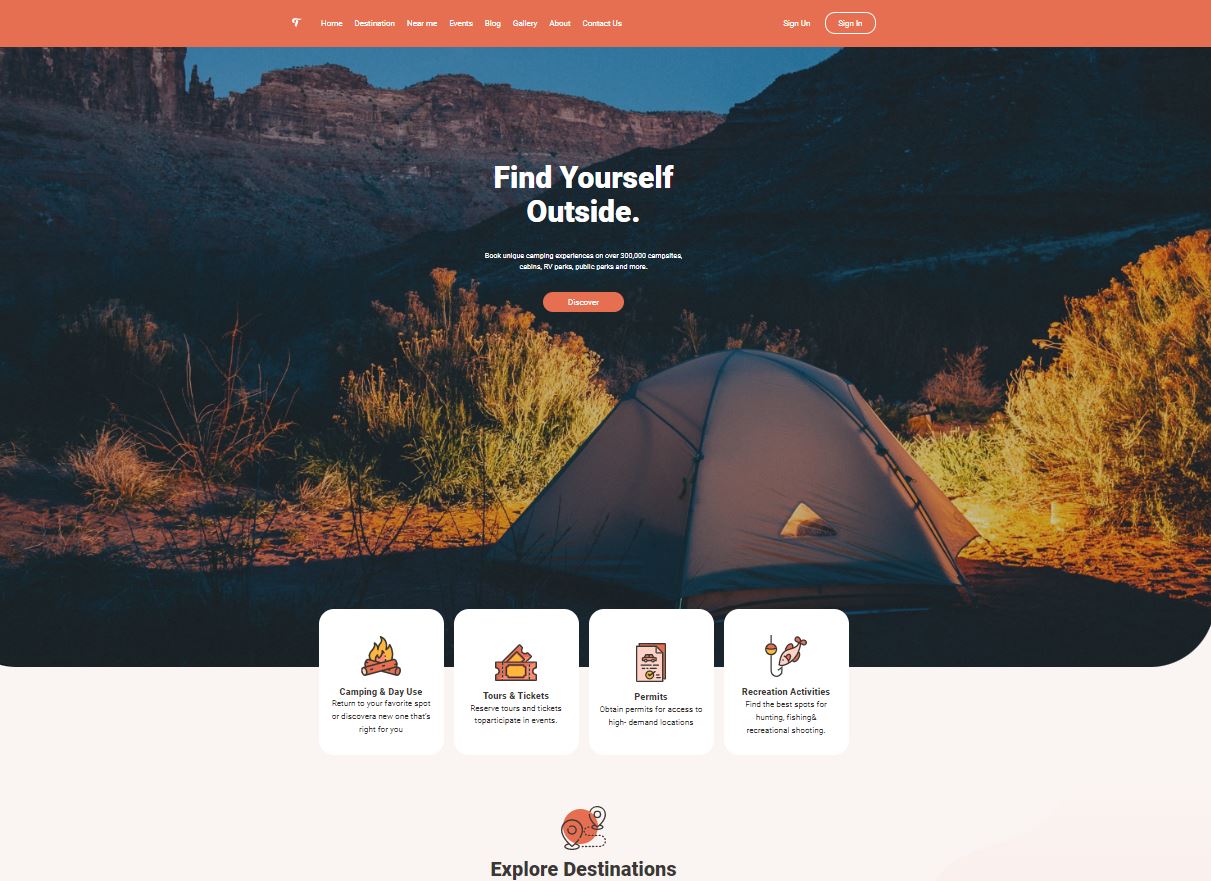 Home Destination Near me Events Blog Gallery About Contact Us Sign Un Sign In
Find Yourself
Outside.
Book unique camping experiences on over 300,000 campsites,
cabins, RV parks, public parks and more.
Discover
Camping & Day Use
Return to your favorite spot
or discovera new one that's
right for you
Tours & Tickets
Reserve tours and tickets
toparticipate in events.
Permits
Obtain permits for access to
high- demand locations
Recreation Activities
Find the best spots for
hunting, fishing&
recreational shooting.
Explore Destinations